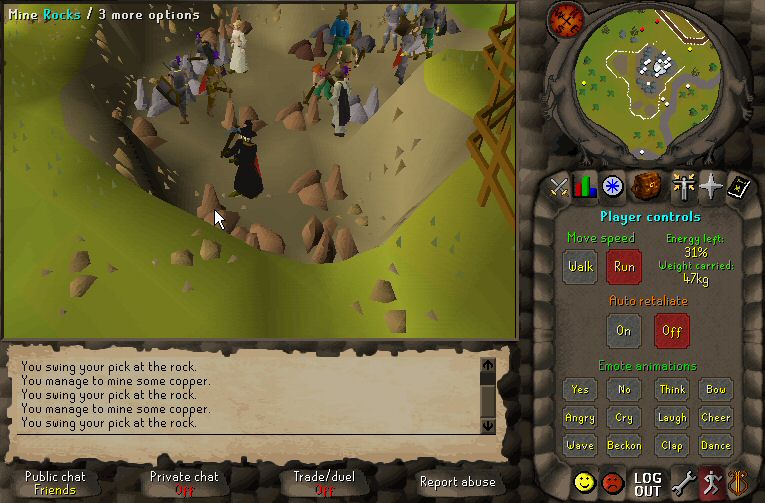 Mine Rocks / 3 more options
Player controls
Move speed
Energy left:
31%
Walk
Run
Weight carried:
47kg
Auto retaliate
On
Off
Emote animations
Yes
No
Think
Bow
Angry
Cry
Laugh
Cheer
Wave
Beckon
Clap
Dance
LOG
OUT
You swing your pick at the rock.
You manage to mine some copper.
You swing your pick at the rock.
You manage to mine some copper.
You swing your pick at the rock.
Public chat
Friends
Private chat
Off
Trade/duel
Off
Report abuse